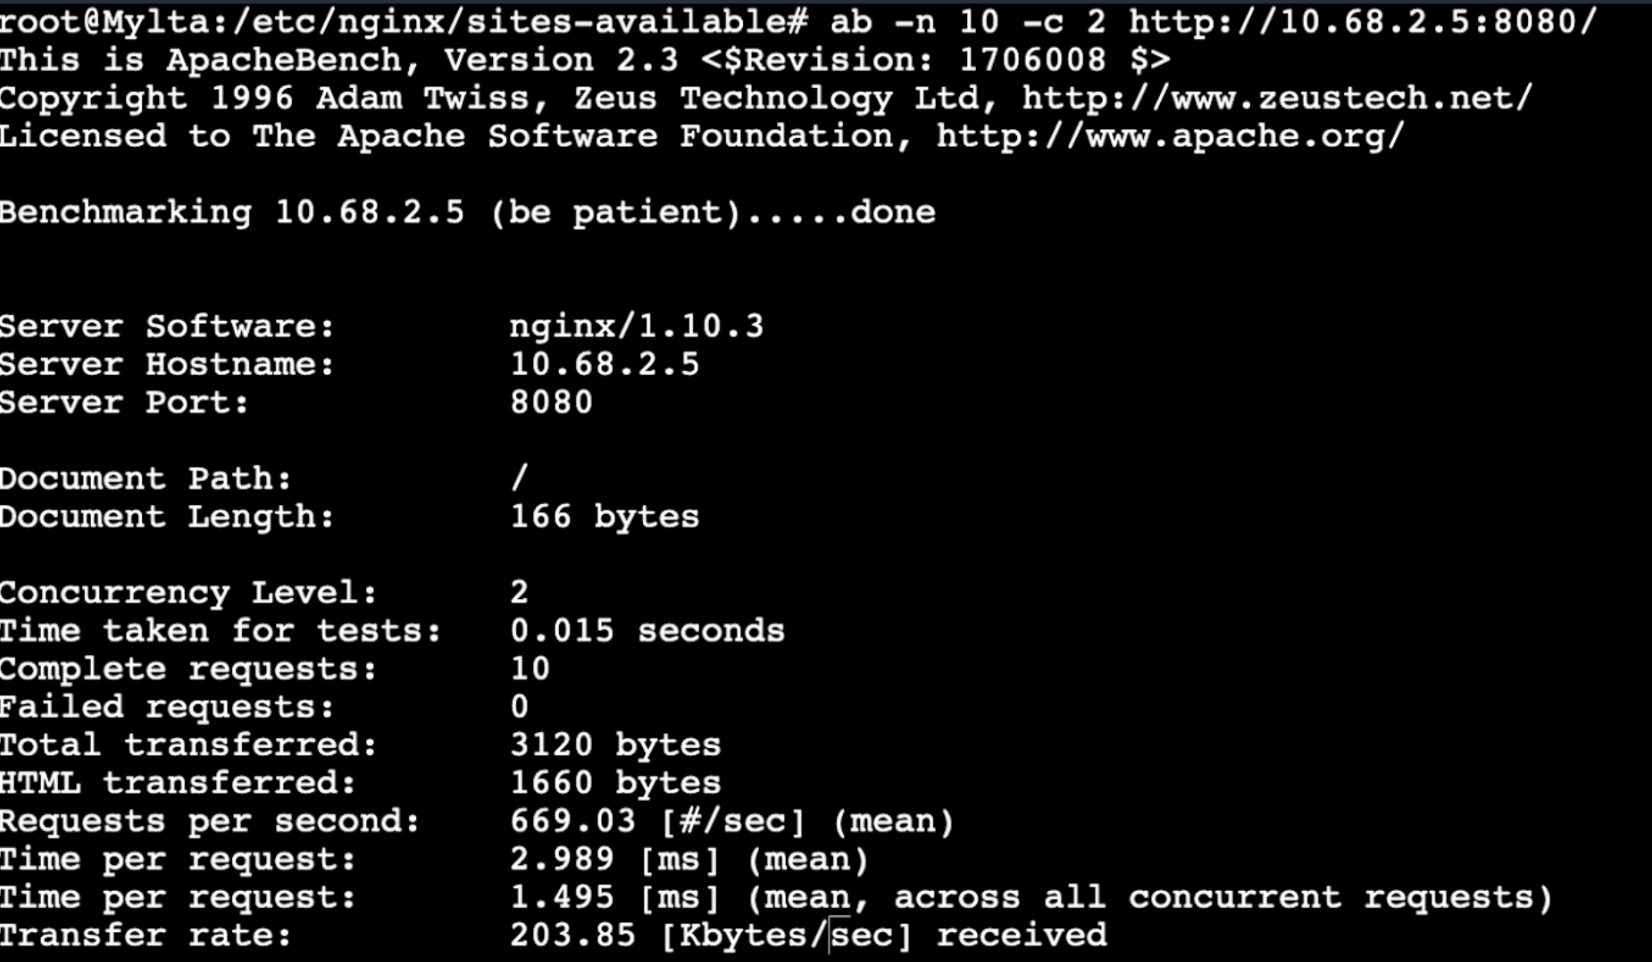 root@Mylta:/etc/nginx/sites-available# ab -n 10 -c 2 http://10.68.2.5:8080/
This is ApacheBench, Version 2.3 <$Revision: 1706008 $>
Copyright 1996 Adam Twiss, Zeus Technology Ltd, http://www.zeustech.net/
Licensed to The Apache Software Foundation, http://www.apache.org/
Benchmarking 10.68.2.5 (be patient).....done
Server Software: nginx/1.10.3
Server Hostname: 10.68.2.5
Server Port: 8080
Document Path: /
Document Length: 166 bytes
Concurrency Level: 2
Time taken for tests: 0.015 seconds
Complete requests: 10
Failed requests: 0
Total transferred: 3120 bytes
HTML transferred: 1660 bytes
Requests per second: 669.03 [#/sec] (mean)
Time per request: 2.989 [ms] (mean)
Time per request: 1.495 [ms] (mean, across all concurrent requests)
Transfer rate: 203.85 [Kbytes/sec] received